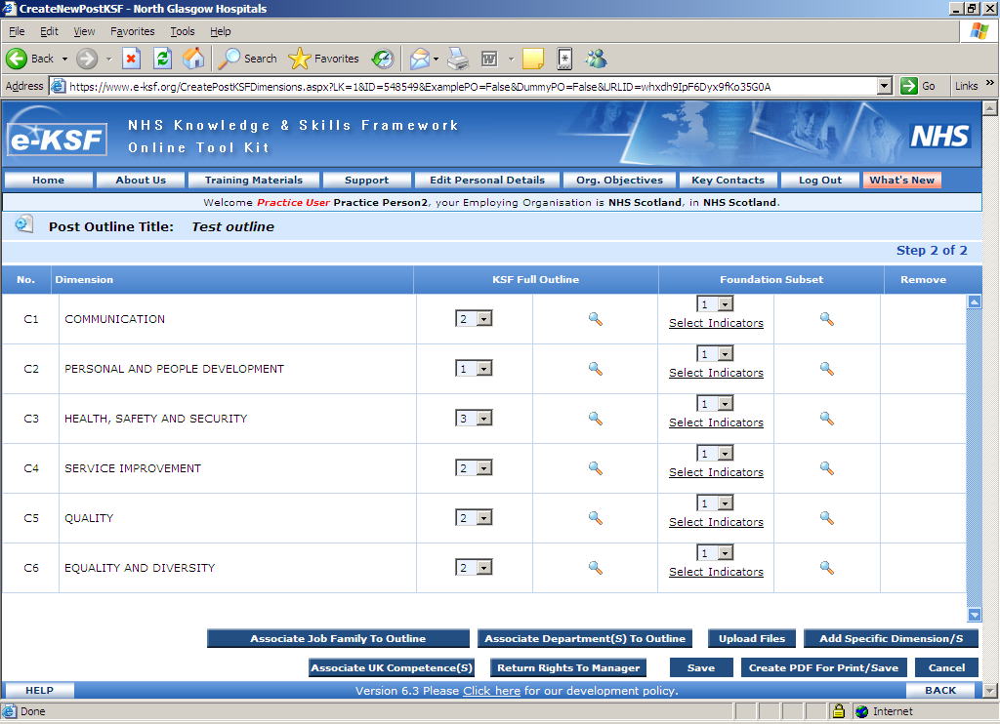 CreateNewPostKSF - North Glasgow Hospitals
File Edit View Favorites Tools Help
Back Search Favorites
Address https://www.e-ksf.org/CreatePostKSFDimensions.aspx?LK=1&ID=548549&ExamplePO=False&DummyPO=False&URLID=whxdh9IpF6Dyx9fKo35G0A Go Links »
e-KSF
NHS Knowledge & Skills Framework
Online Tool Kit
NHS
Home About Us Training Materials Support Edit Personal Details Org. Objectives Key Contacts Log Out What's New
Welcome Practice User Practice Person2, your Employing Organisation is NHS Scotland, in NHS Scotland.
Post Outline Title: Test outline
Step 2 of 2
No. Dimension KSF Full Outline Foundation Subset Remove
C1 COMMUNICATION 2 1
Select Indicators
C2 PERSONAL AND PEOPLE DEVELOPMENT 1 1
Select Indicators
C3 HEALTH, SAFETY AND SECURITY 3 1
Select Indicators
C4 SERVICE IMPROVEMENT 2 1
Select Indicators
C5 QUALITY 2 1
Select Indicators
C6 EQUALITY AND DIVERSITY 2 1
Select Indicators
Associate Job Family To Outline Associate Department(S) To Outline Upload Files Add Specific Dimension/S
Associate UK Competence(S) Return Rights To Manager Save Create PDF For Print/Save Cancel
HELP Version 6.3 Please Click here for our development policy. BACK
Done Internet